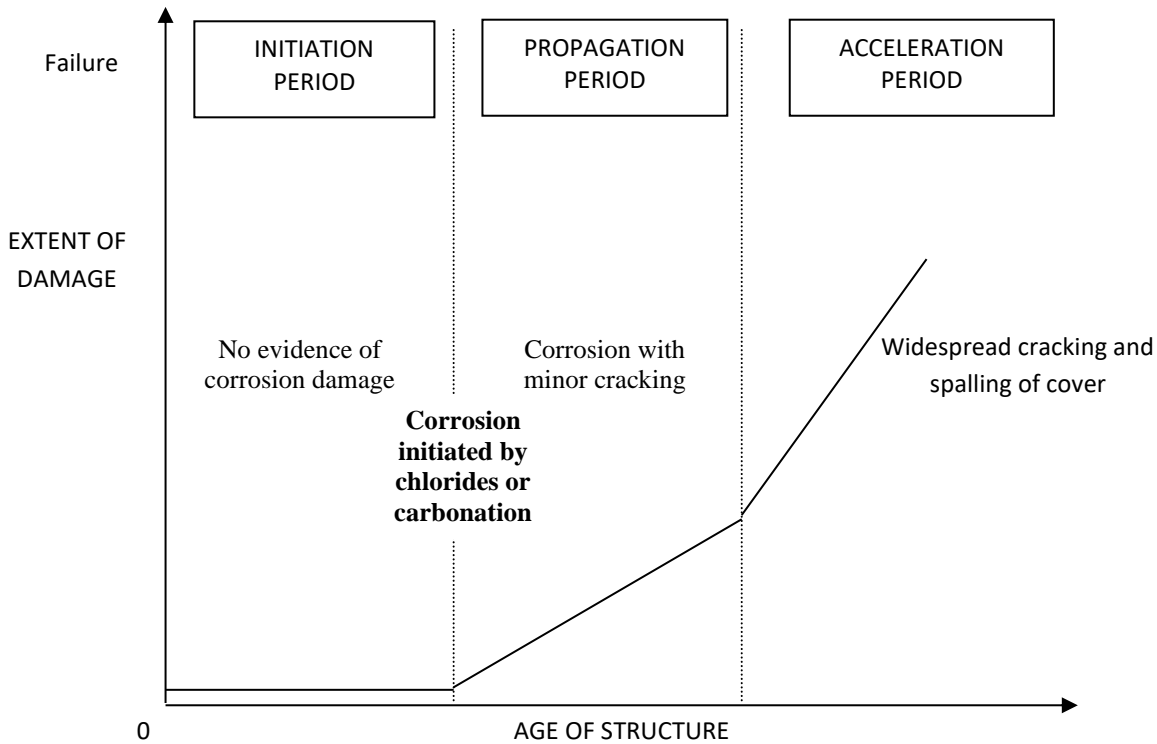 INITIATION
PERIOD
PROPAGATION
PERIOD
ACCELERATION
PERIOD
Failure
EXTENT OF
DAMAGE
No evidence of
corrosion damage
Corrosion with
minor cracking
Widespread cracking and
spalling of cover
Corrosion
initiated by
chlorides or
carbonation
0
AGE OF STRUCTURE